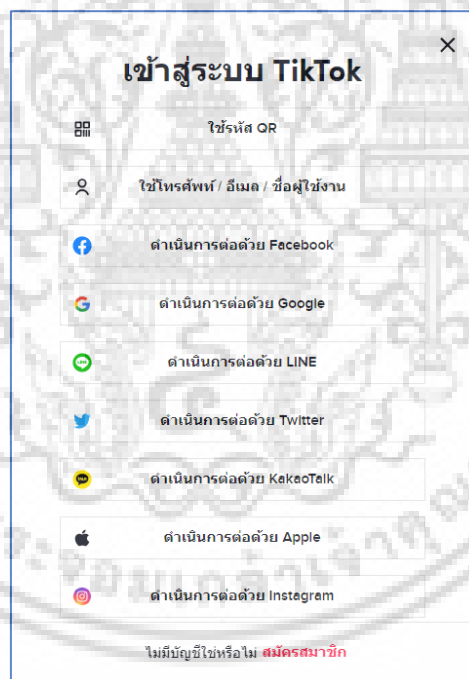 เข้าสู่ระบบ TikTok
ใช้รหัส QR
ใช้โทรศัพท์ / อีเมล / ชื่อผู้ใช้งาน
ดำเนินการต่อด้วย Facebook
ดำเนินการต่อด้วย Google
ดำเนินการต่อด้วย LINE
ดำเนินการต่อด้วย Twitter
ดำเนินการต่อด้วย KakaoTalk
ดำเนินการต่อด้วย Apple
ดำเนินการต่อด้วย Instagram
ไม่มีบัญชีใช่หรือไม่ สมัครสมาชิก